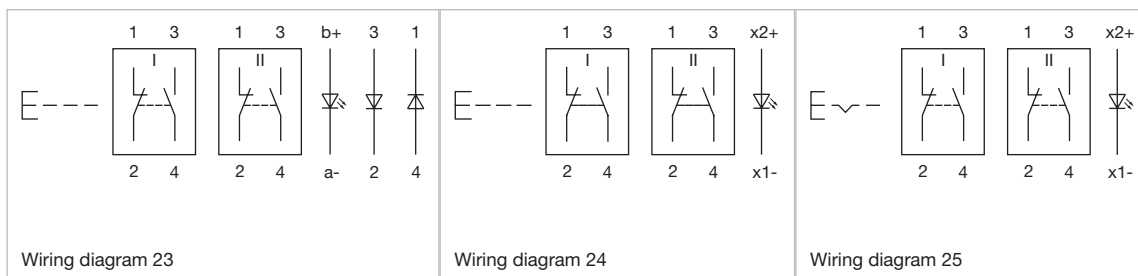 1 3 1 3 b+ 3 1 1 3 1 3 x2+ 1 3 1 3 x2+
I II I II I II
2 4 2 4 a- 2 4 2 4 2 4 x1- 2 4 2 4 x1-
Wiring diagram 23 Wiring diagram 24 Wiring diagram 25